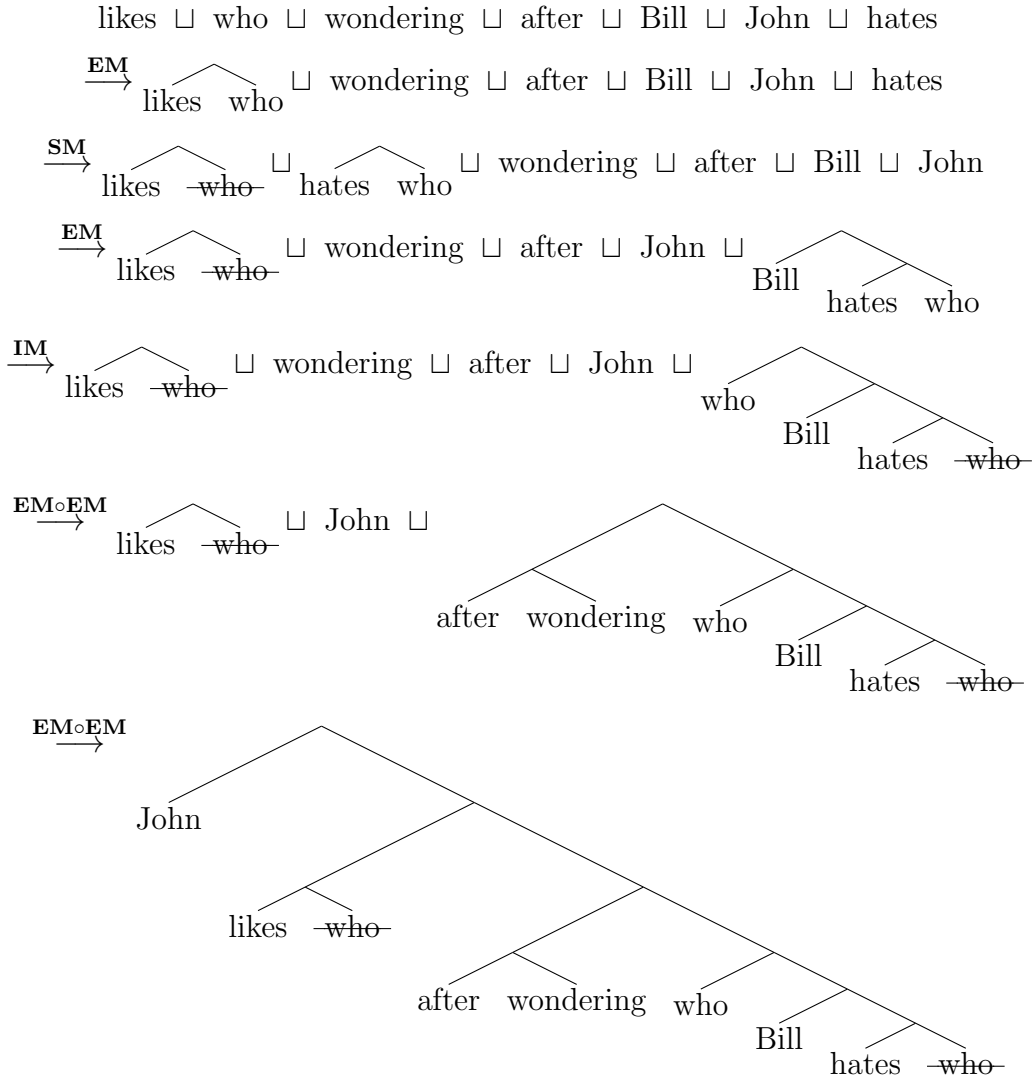 likes ⊔ who ⊔ wondering ⊔ after ⊔ Bill ⊔ John ⊔ hates
EM
likes who ⊔ wondering ⊔ after ⊔ Bill ⊔ John ⊔ hates
SM
likes who ⊔ hates who ⊔ wondering ⊔ after ⊔ Bill ⊔ John
EM
likes who ⊔ wondering ⊔ after ⊔ John ⊔
Bill
hates who
IM
likes who ⊔ wondering ⊔ after ⊔ John ⊔
who
Bill
hates who
EM∘EM
likes who ⊔ John ⊔
after wondering who
Bill
hates who
EM∘EM
John
likes who
after wondering who
Bill
hates who